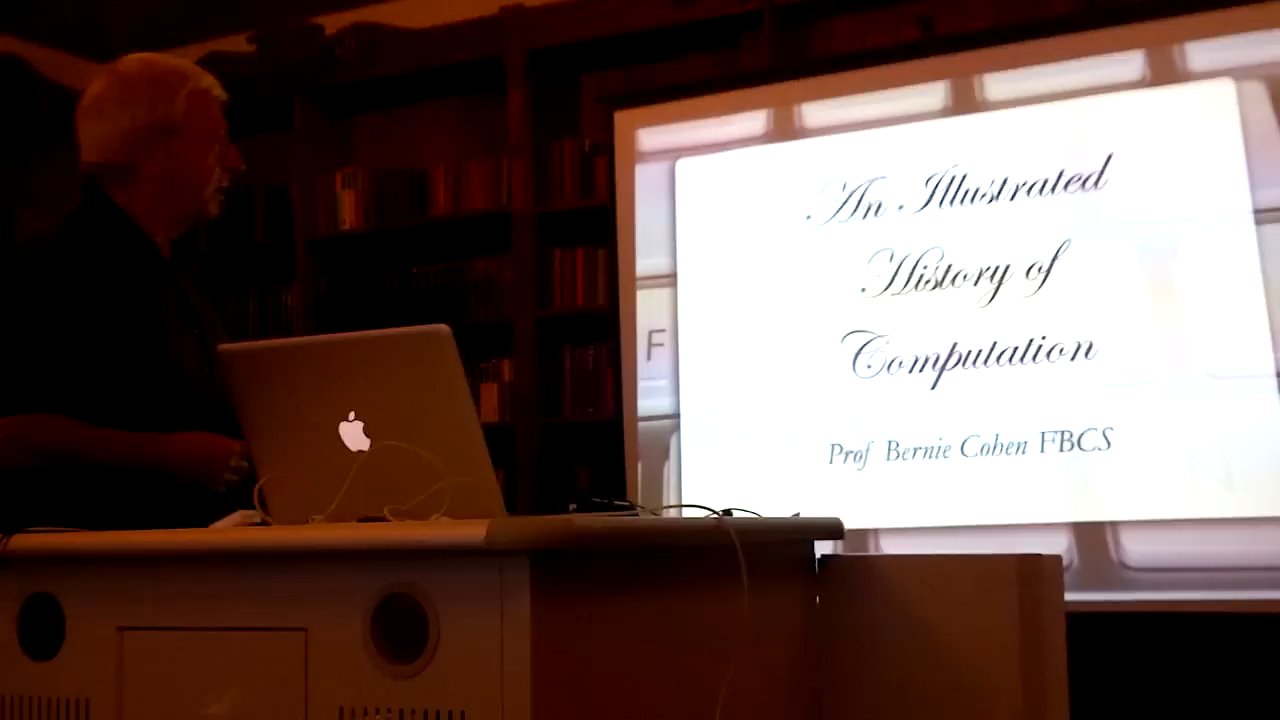 An Illustrated
History of
Computation
Prof Bernie Cohen FBCS
F